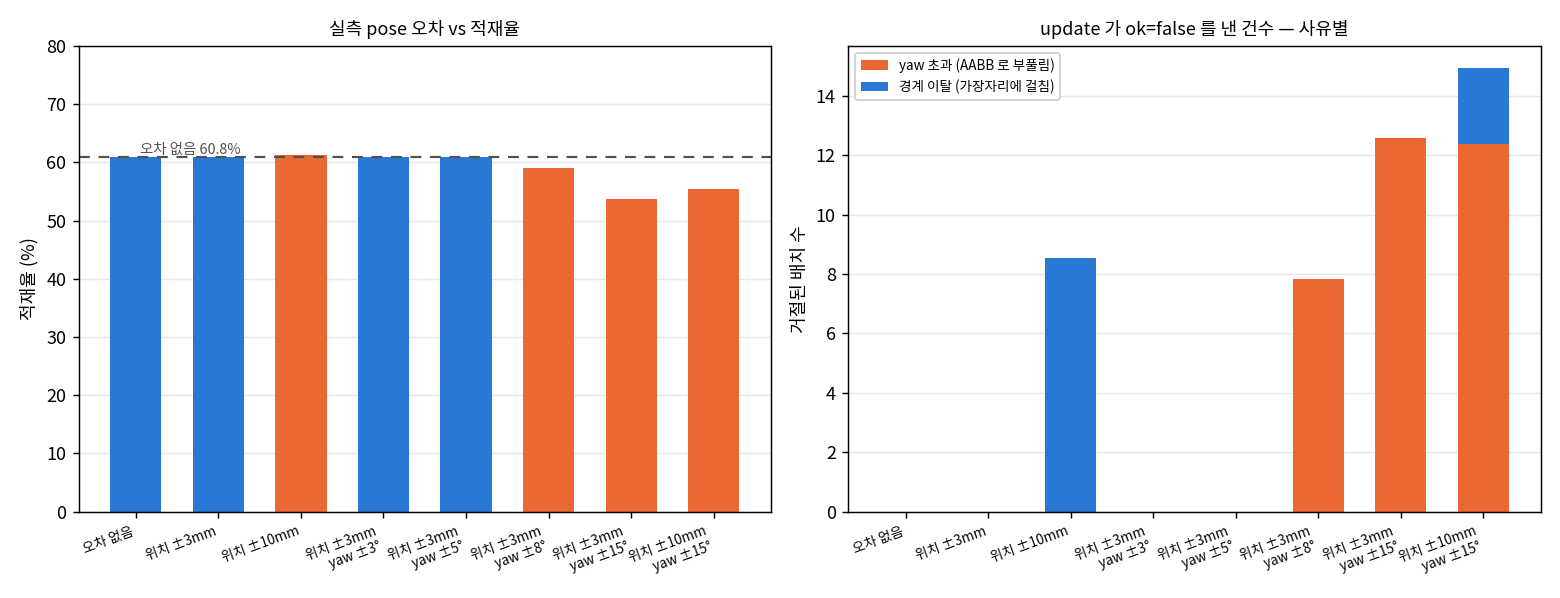 실측 pose 오차 vs 적재율
적재율 (%)
80
70
60
50
40
30
20
10
0
오차 없음 60.8%
오차 없음
위치 ±3mm
위치 ±10mm
위치 ±3mm
yaw ±3°
위치 ±3mm
yaw ±5°
위치 ±3mm
yaw ±8°
위치 ±3mm
yaw ±15°
위치 ±10mm
yaw ±15°
update 가 ok=false 를 낸 건수 — 사유별
yaw 초과 (AABB 로 부풀림)
경계 이탈 (가장자리에 걸침)
거절된 배치 수
14
12
10
8
6
4
2
0
오차 없음
위치 ±3mm
위치 ±10mm
위치 ±3mm
yaw ±3°
위치 ±3mm
yaw ±5°
위치 ±3mm
yaw ±8°
위치 ±3mm
yaw ±15°
위치 ±10mm
yaw ±15°